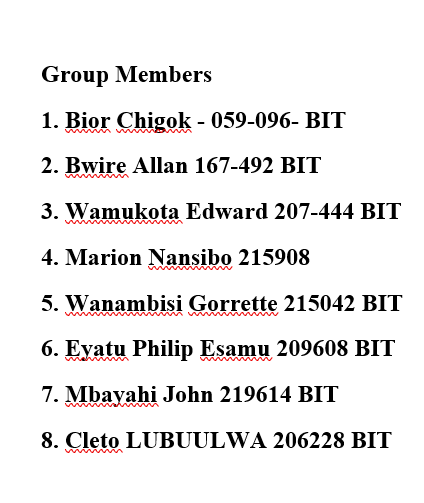 Group Members
1. Bior Chigok - 059-096- BIT
2. Bwire Allan 167-492 BIT
3. Wamukota Edward 207-444 BIT
4. Marion Nansibo 215908
5. Wanambisi Gorrette 215042 BIT
6. Eyatu Philip Esamu 209608 BIT
7. Mbayahi John 219614 BIT
8. Cleto LUBUULWA 206228 BIT